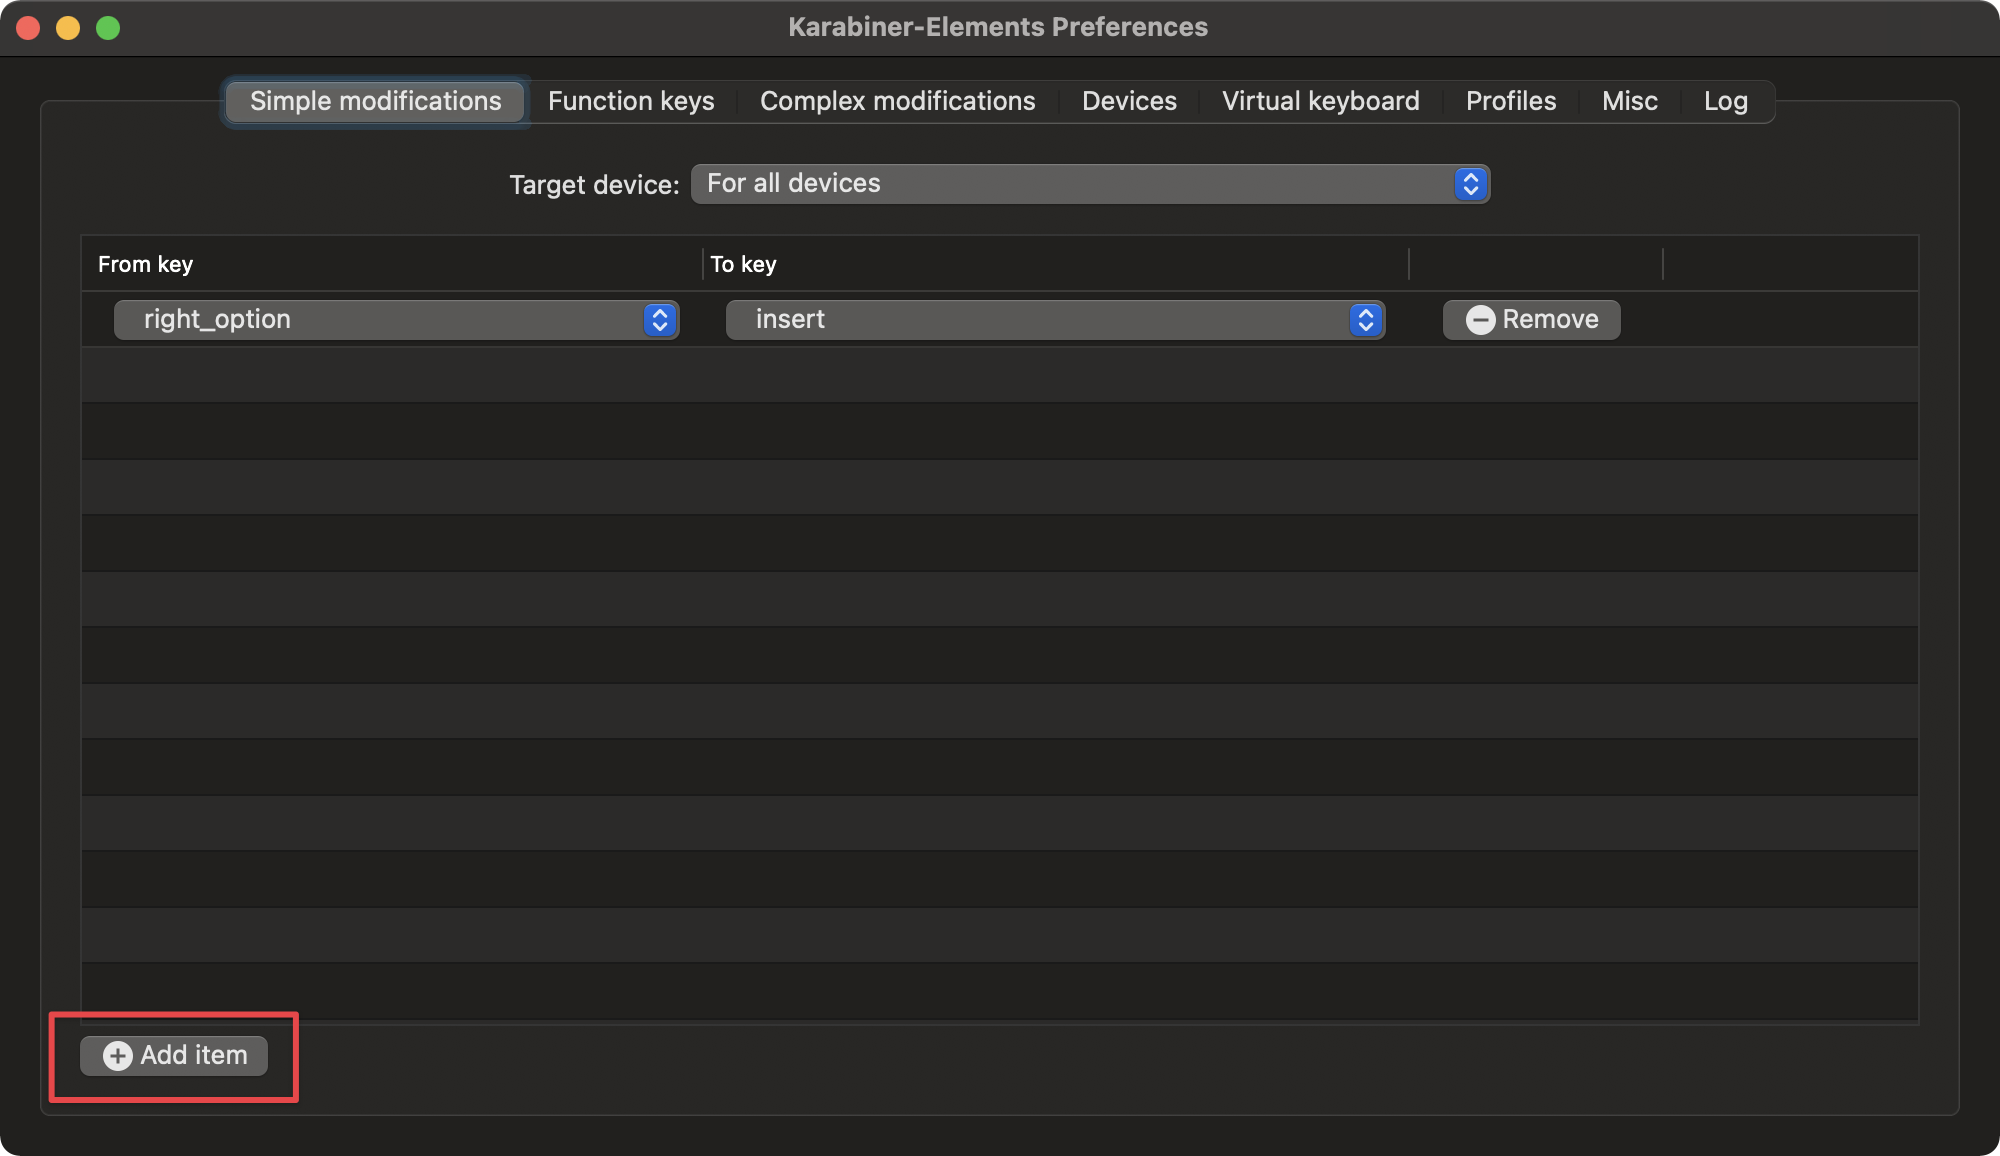 Karabiner-Elements Preferences
Simple modifications Function keys Complex modifications Devices Virtual keyboard Profiles Misc Log
Target device: For all devices
From key To key
right_option insert Remove
Add item